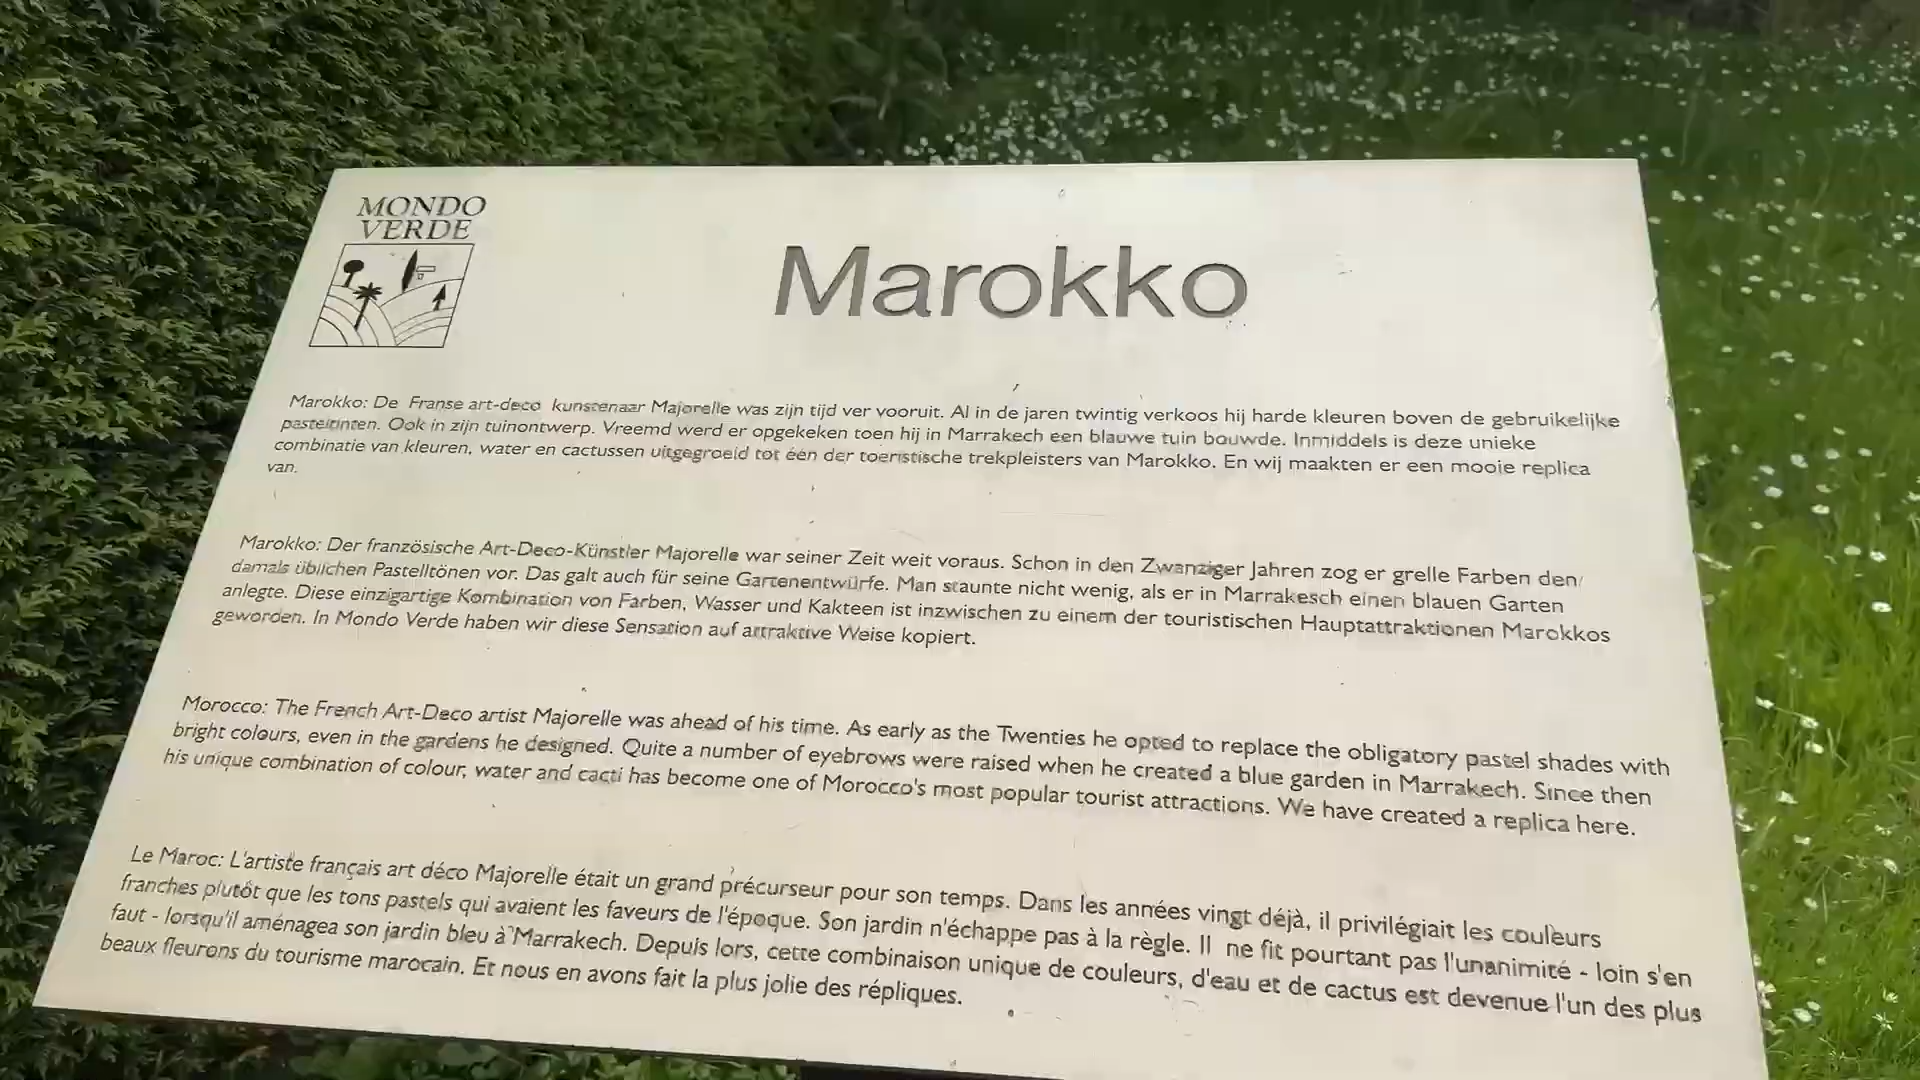 MONDO
VERDE
Marokko
Marokko: De Franse art-deco kunstenaar Majorelle was zijn tijd ver vooruit. Al in de jaren twintig verkoos hij harde kleuren boven de gebruikelijke
pasteltinten. Ook in zijn tuinontwerp. Vreemd werd er opgekeken toen hij in Marrakech een blauwe tuin bouwde. Inmiddels is deze unieke
combinatie van kleuren, water en cactussen uitgegroeid tot één der toeristische trekpleisters van Marokko. En wij maakten er een mooie replica
van.
Marokko: Der französische Art-Deco-Künstler Majorelle war seiner Zeit weit voraus. Schon in den Zwanziger Jahren zog er grelle Farben den
damals üblichen Pastelltönen vor. Das galt auch für seine Gartenentwürfe. Man staunte nicht wenig, als er in Marrakesch einen blauen Garten
anlegte. Diese einzigartige Kombination von Farben, Wasser und Kakteen ist inzwischen zu einem der touristischen Hauptattraktionen Marokkos
geworden. In Mondo Verde haben wir diese Sensation auf attraktive Weise kopiert.
Morocco: The French Art-Deco artist Majorelle was ahead of his time. As early as the Twenties he opted to replace the obligatory pastel shades with
bright colours, even in the gardens he designed. Quite a number of eyebrows were raised when he created a blue garden in Marrakech. Since then
his unique combination of colour, water and cacti has become one of Morocco's most popular tourist attractions. We have created a replica here.
Le Maroc: L'artiste français art déco Majorelle était un grand précurseur pour son temps. Dans les années vingt déjà, il privilégiait les couleurs
franches plutôt que les tons pastels qui avaient les faveurs de l'époque. Son jardin n'échappe pas à la règle. Il ne fit pourtant pas l'unanimité - loin s'en
faut - lorsqu'il aménagea son jardin bleu à Marrakech. Depuis lors, cette combinaison unique de couleurs, d'eau et de cactus est devenue l'un des plus
beaux fleurons du tourisme marocain. Et nous en avons fait la plus jolie des répliques.